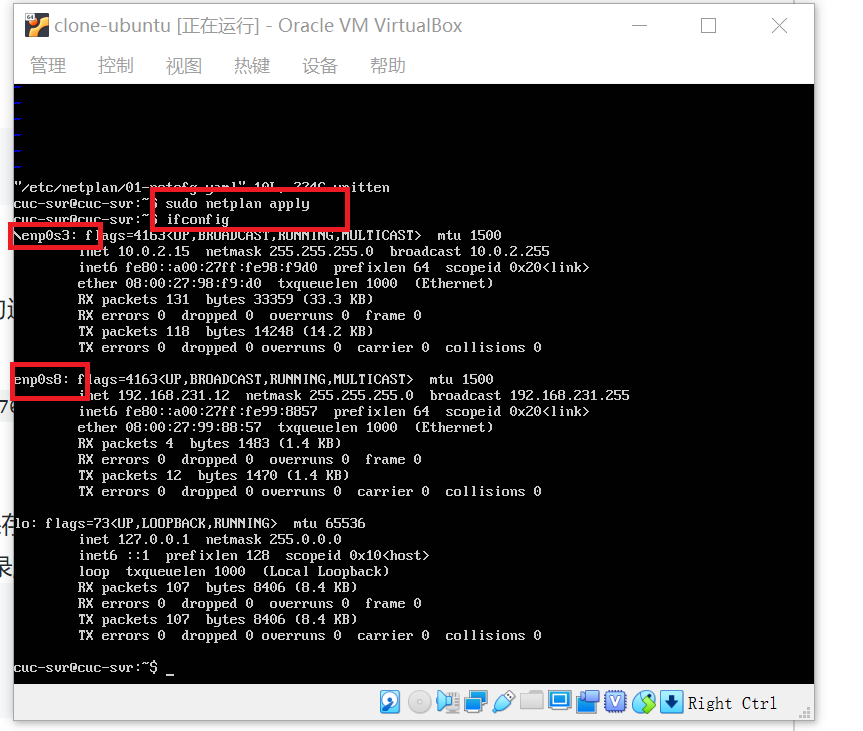 clone-ubuntu [正在运行] - Oracle VM VirtualBox
管理 控制 视图 热键 设备 帮助
~
~
~
~
~
~
"/etc/netplan/01-netcfg.yaml" 10L, 224C written
cuc-svr@cuc-svr:~$ sudo netplan apply
cuc-svr@cuc-svr:~$ ifconfig
\enp0s3: flags=4163<UP,BROADCAST,RUNNING,MULTICAST> mtu 1500
inet 10.0.2.15 netmask 255.255.255.0 broadcast 10.0.2.255
inet6 fe80::a00:27ff:fe98:f9d0 prefixlen 64 scopeid 0x20<link>
ether 08:00:27:98:f9:d0 txqueuelen 1000 (Ethernet)
RX packets 131 bytes 33359 (33.3 KB)
RX errors 0 dropped 0 overruns 0 frame 0
TX packets 118 bytes 14248 (14.2 KB)
TX errors 0 dropped 0 overruns 0 carrier 0 collisions 0
enp0s8: flags=4163<UP,BROADCAST,RUNNING,MULTICAST> mtu 1500
inet 192.168.231.12 netmask 255.255.255.0 broadcast 192.168.231.255
inet6 fe80::a00:27ff:fe99:8857 prefixlen 64 scopeid 0x20<link>
ether 08:00:27:99:88:57 txqueuelen 1000 (Ethernet)
RX packets 4 bytes 1483 (1.4 KB)
RX errors 0 dropped 0 overruns 0 frame 0
TX packets 12 bytes 1470 (1.4 KB)
TX errors 0 dropped 0 overruns 0 carrier 0 collisions 0
lo: flags=73<UP,LOOPBACK,RUNNING> mtu 65536
inet 127.0.0.1 netmask 255.0.0.0
inet6 ::1 prefixlen 128 scopeid 0x10<host>
loop txqueuelen 1000 (Local Loopback)
RX packets 107 bytes 8406 (8.4 KB)
RX errors 0 dropped 0 overruns 0 frame 0
TX packets 107 bytes 8406 (8.4 KB)
TX errors 0 dropped 0 overruns 0 carrier 0 collisions 0
cuc-svr@cuc-svr:~$ _
Right Ctrl